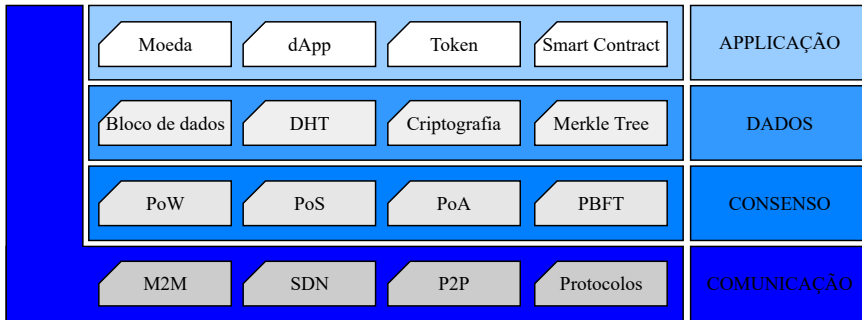 Moeda dApp Token Smart Contract APPLICAÇÃO
Bloco de dados DHT Criptografia Merkle Tree DADOS
PoW PoS PoA PBFT CONSENSO
M2M SDN P2P Protocolos COMUNICAÇÃO